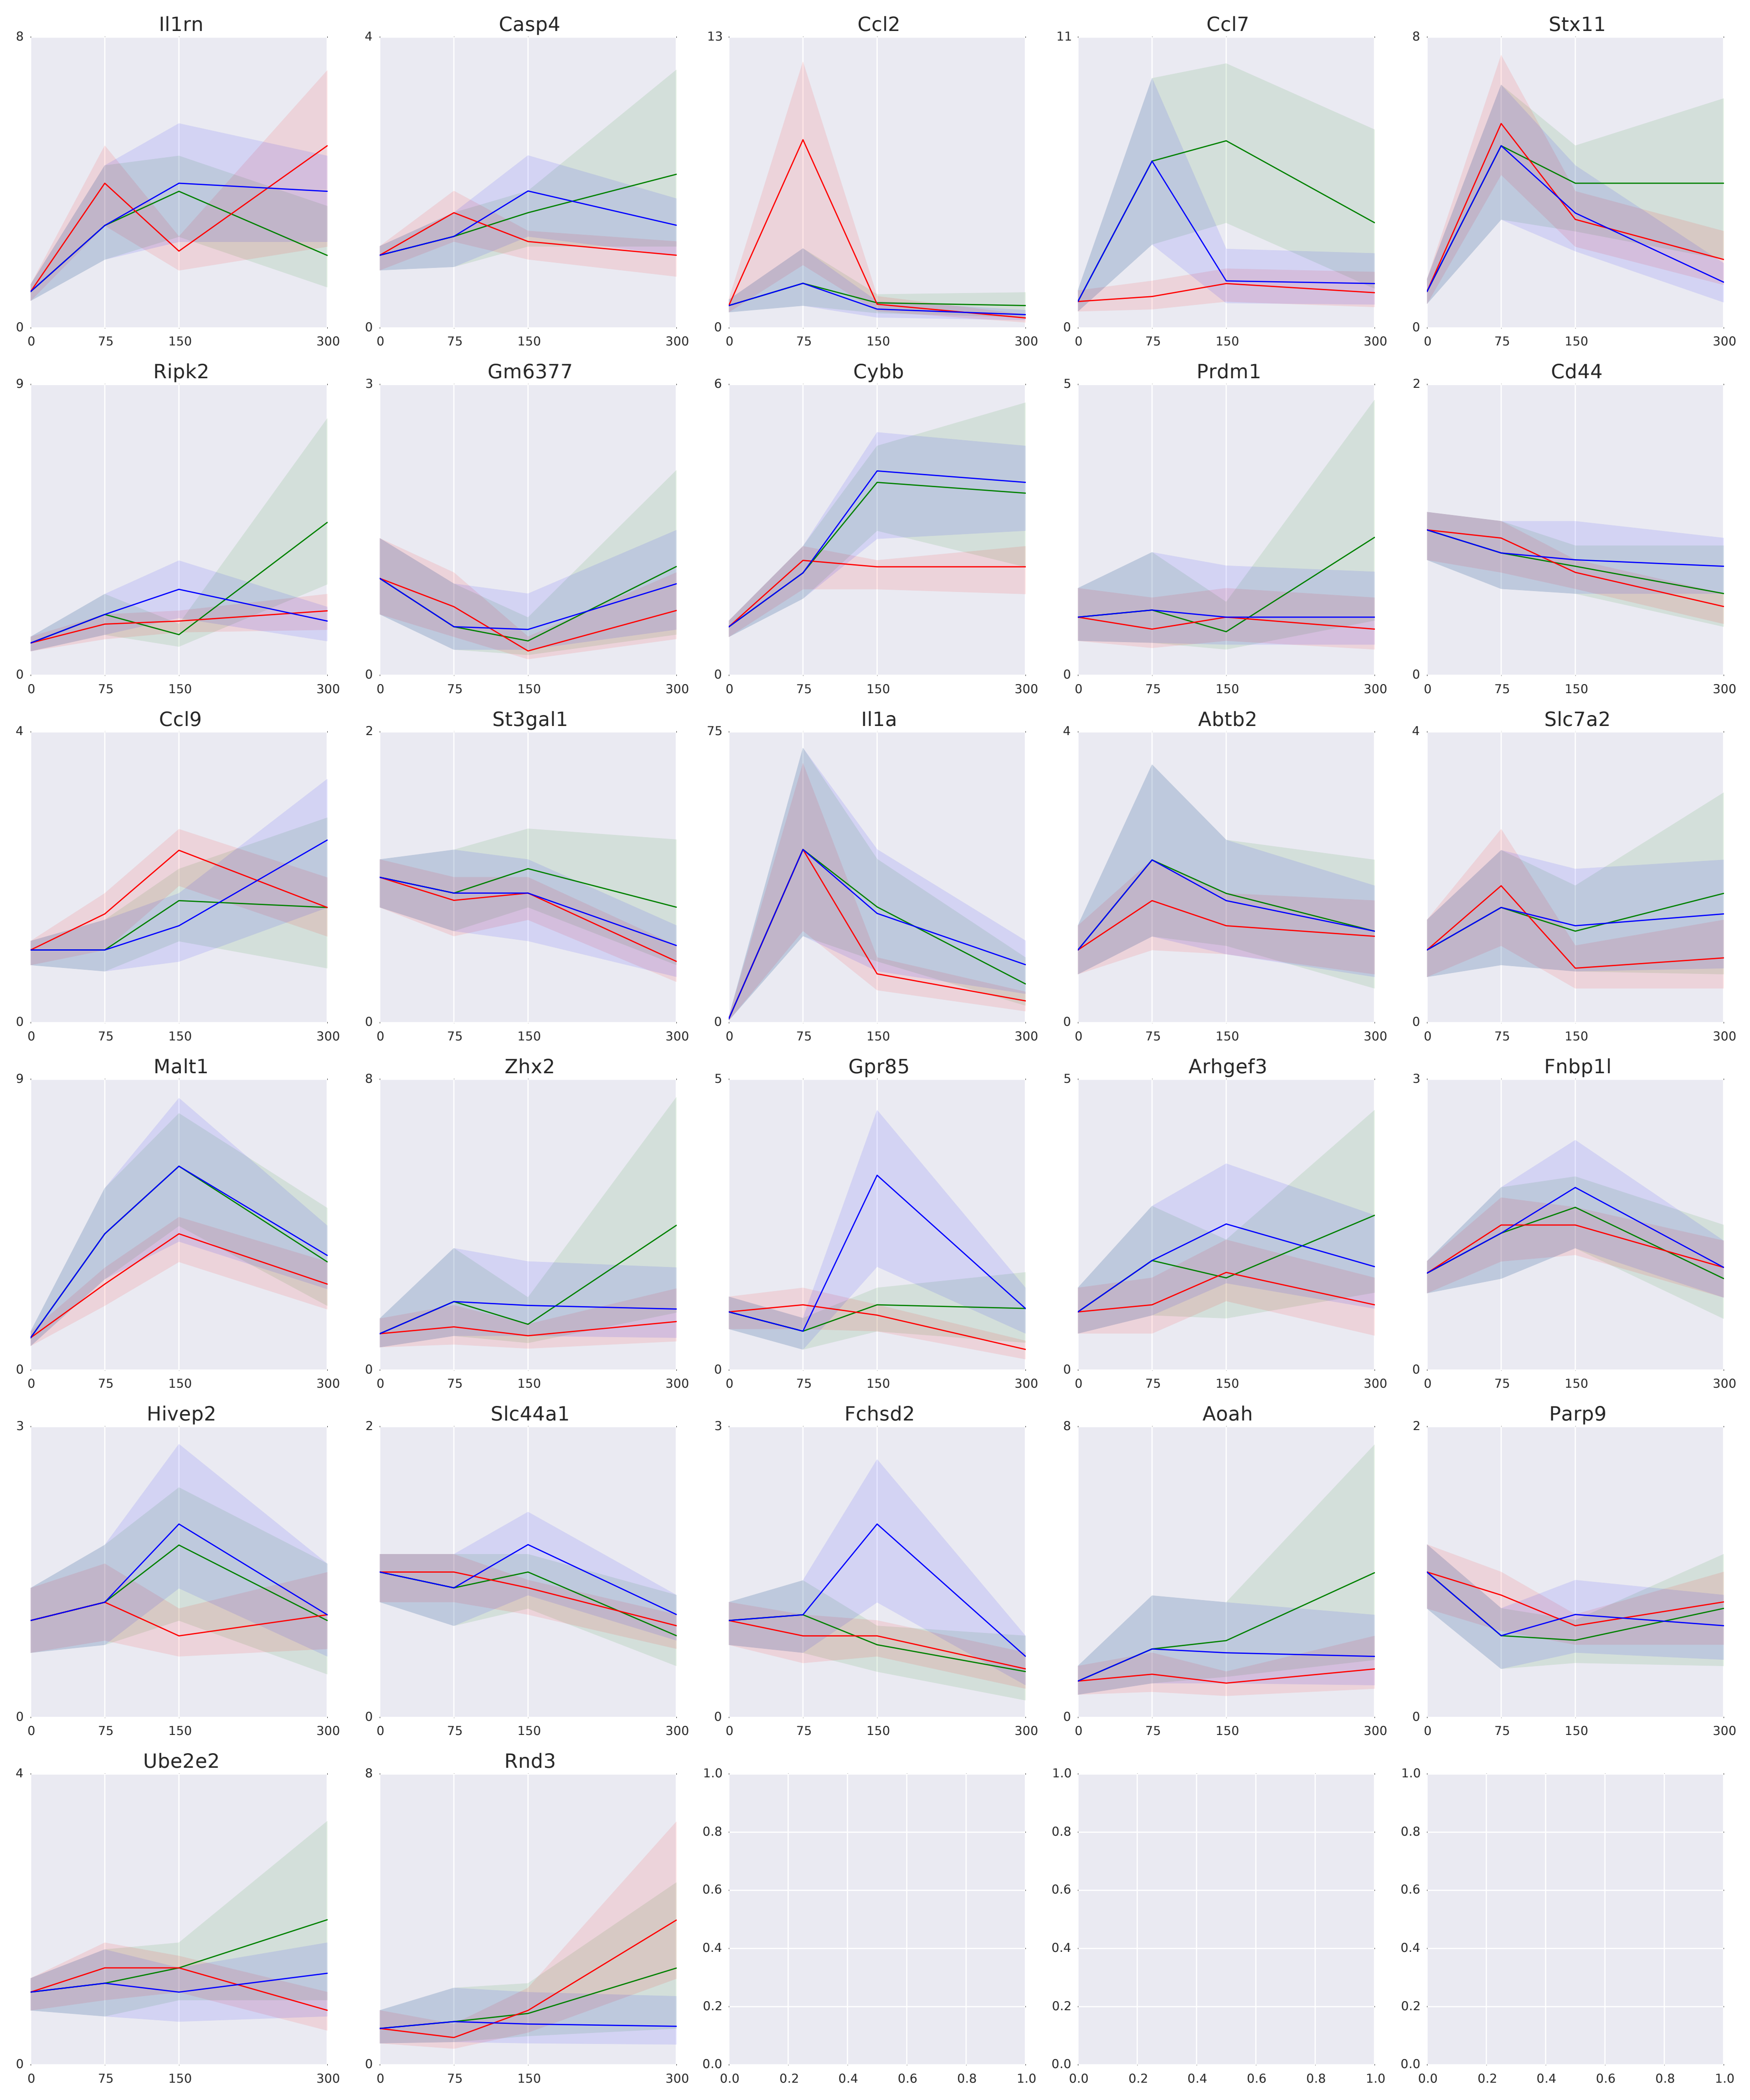 Il1rn Casp4 Ccl2 Ccl7 Stx11
8 4 13 11 8
0 0 0 0 0
0 75 150 300 0 75 150 300 0 75 150 300 0 75 150 300 0 75 150 300
Ripk2 Gm6377 Cybb Prdm1 Cd44
9 3 6 5 2
0 0 0 0 0
0 75 150 300 0 75 150 300 0 75 150 300 0 75 150 300 0 75 150 300
Ccl9 St3gal1 Il1a Abtb2 Slc7a2
4 2 75 4 4
0 0 0 0 0
0 75 150 300 0 75 150 300 0 75 150 300 0 75 150 300 0 75 150 300
Malt1 Zhx2 Gpr85 Arhgef3 Fnbp1l
9 8 5 5 3
0 0 0 0 0
0 75 150 300 0 75 150 300 0 75 150 300 0 75 150 300 0 75 150 300
Hivep2 Slc44a1 Fchsd2 Aoah Parp9
3 2 3 8 2
0 0 0 0 0
0 75 150 300 0 75 150 300 0 75 150 300 0 75 150 300 0 75 150 300
Ube2e2 Rnd3
4 8 1.0 1.0 1.0
0.8 0.8 0.8
0.6 0.6 0.6
0.4 0.4 0.4
0.2 0.2 0.2
0 0 0.0 0.0 0.0
0 75 150 300 0 75 150 300 0.0 0.2 0.4 0.6 0.8 1.0 0.0 0.2 0.4 0.6 0.8 1.0 0.0 0.2 0.4 0.6 0.8 1.0